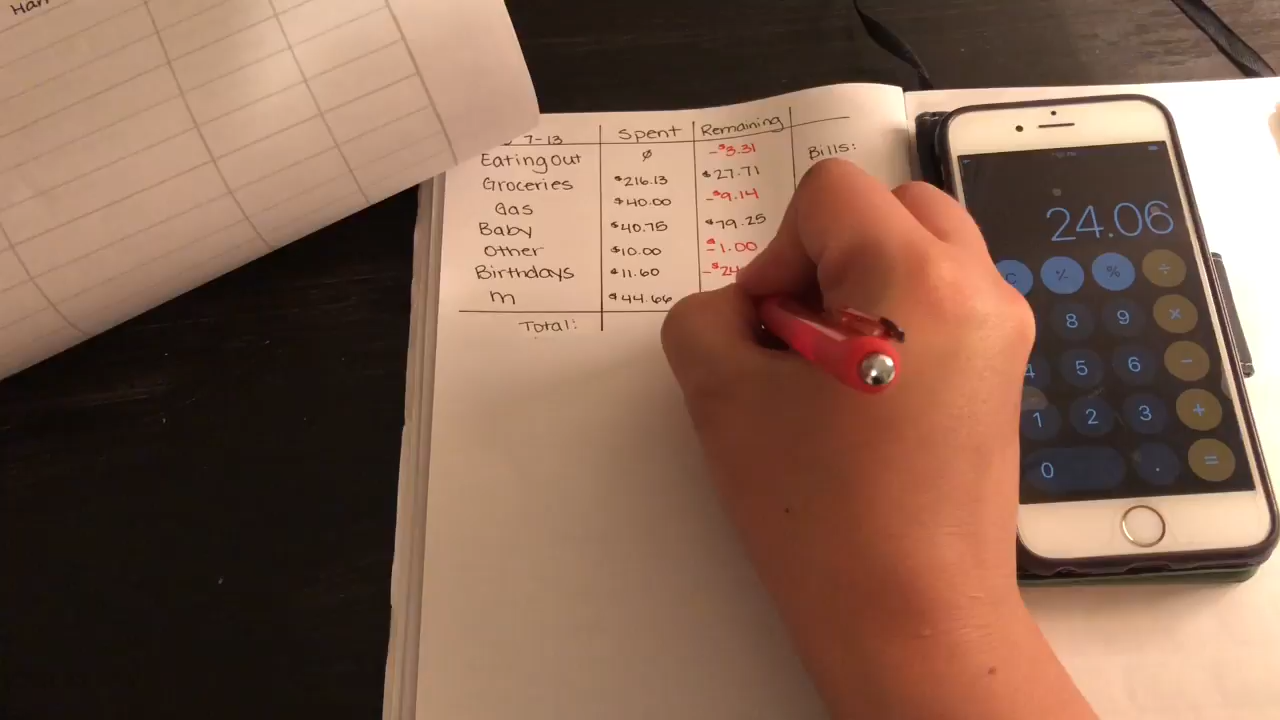 Har
7-13 Spent Remaining
Eating out ∅ -$3.31 Bills:
Groceries $216.13 $27.71
Gas $40.00 -$9.14
Baby $40.75 $79.25
Other $10.00 -$1.00
Birthdays $11.60 -$24
m $44.66
Total:
24.06
C % ÷
8 9 ×
4 5 6 −
1 2 3 +
0 . =